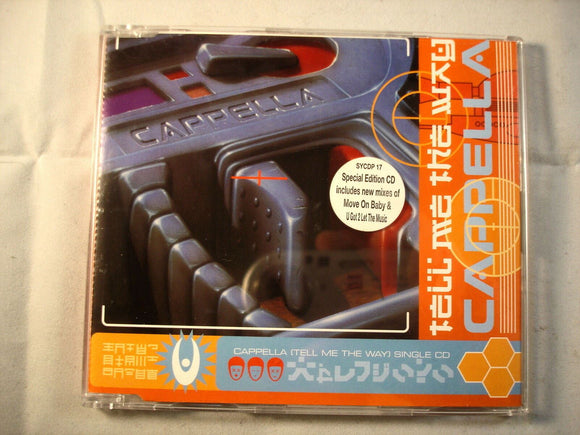 CAPPELLA
SYCDP 17
Special Edition CD
includes new mixes of
Move On Baby &
U Got 2 Let The Music
tell me the way
CAPPELLA
CAPPELLA (TELL ME THE WAY) SINGLE CD